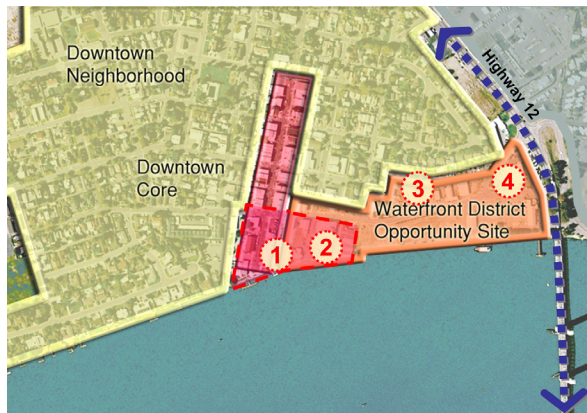 Downtown
Neighborhood
Highway 12
Downtown
Core
3
4
Waterfront District
Opportunity Site
1
2